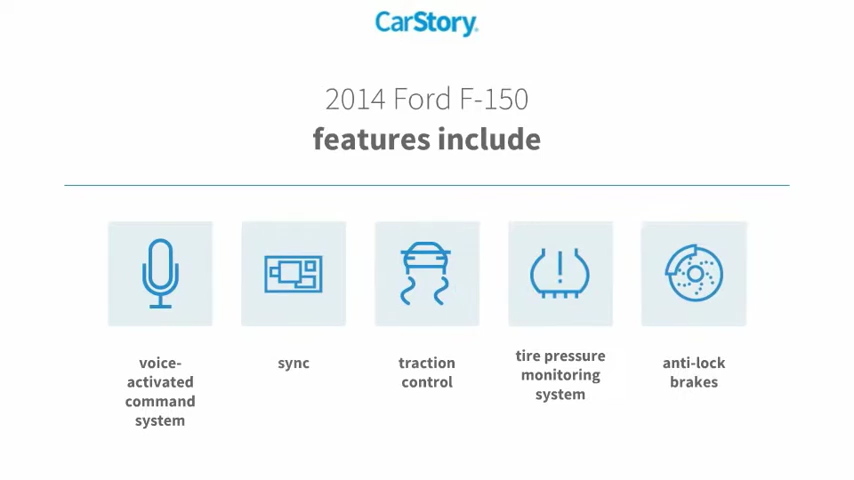 CarStory
2014 Ford F-150
features include
voice-
activated
command
system
sync
traction
control
tire pressure
monitoring
system
anti-lock
brakes